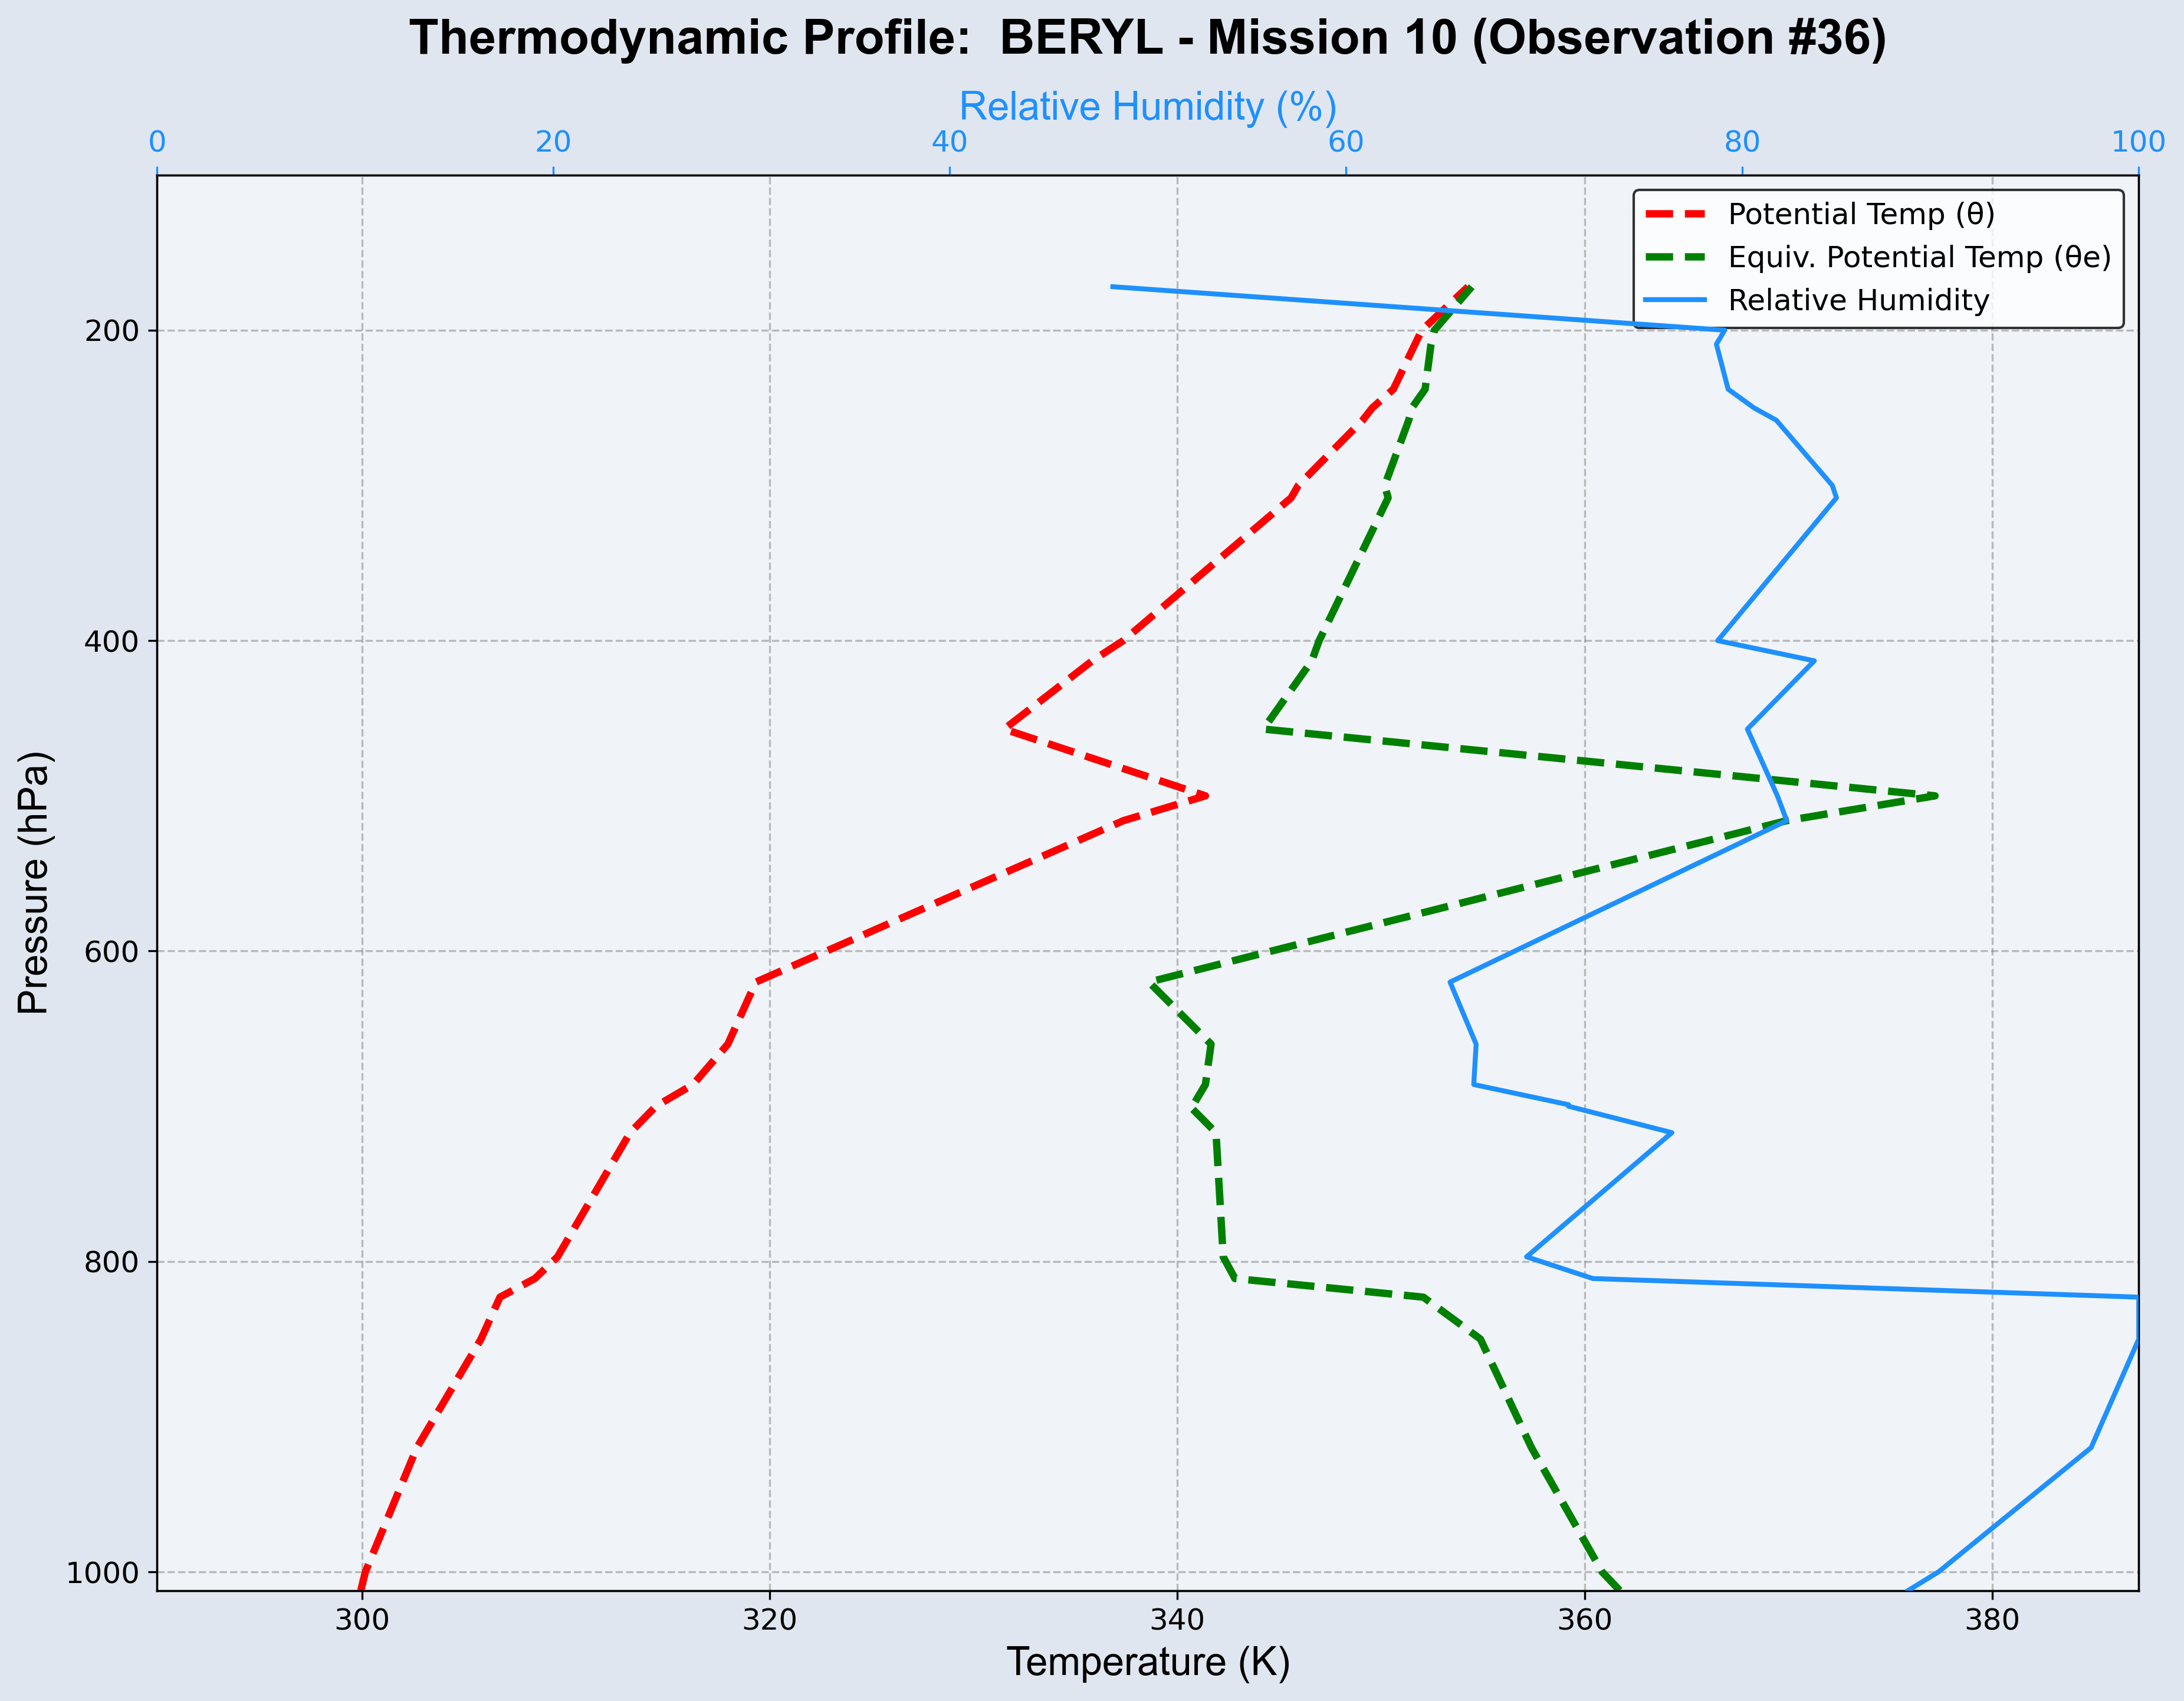 Thermodynamic Profile:  BERYL - Mission 10 (Observation #36)
Relative Humidity (%)
0 20 40 60 80 100
Potential Temp (θ)
Equiv. Potential Temp (θe)
Relative Humidity
Pressure (hPa)
200
400
600
800
1000
300 320 340 360 380
Temperature (K)